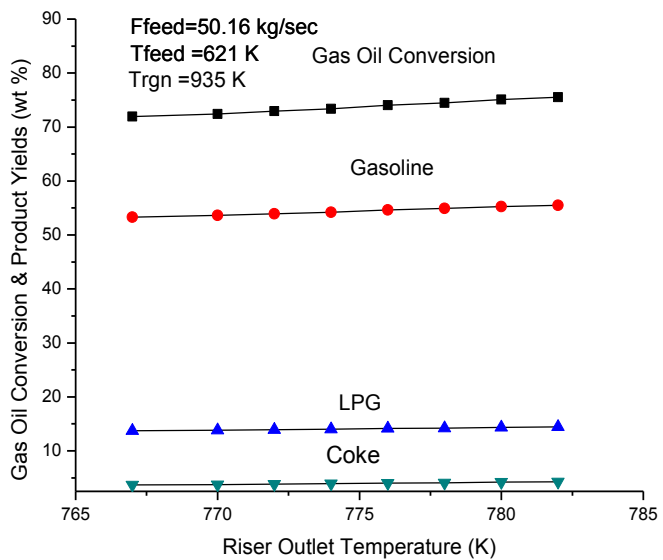 Ffeed=50.16 kg/sec
Tfeed =621 K
Trgn =935 K
Gas Oil Conversion
Gasoline
LPG
Coke
Gas Oil Conversion & Product Yields (wt %)
90
80
70
60
50
40
30
20
10
765
770
775
780
785
Riser Outlet Temperature (K)